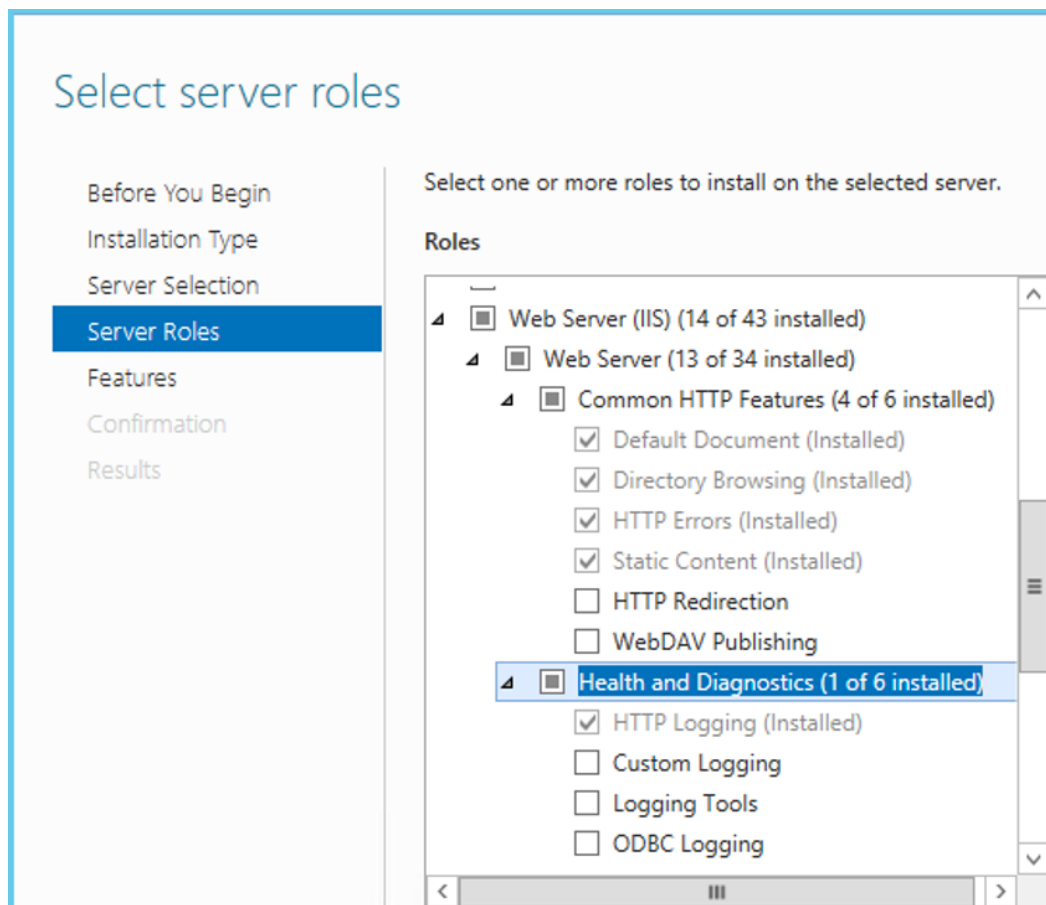 Select server roles
Before You Begin
Installation Type
Server Selection
Server Roles
Features
Confirmation
Results
Select one or more roles to install on the selected server.
Roles
Web Server (IIS) (14 of 43 installed)
Web Server (13 of 34 installed)
Common HTTP Features (4 of 6 installed)
Default Document (Installed)
Directory Browsing (Installed)
HTTP Errors (Installed)
Static Content (Installed)
HTTP Redirection
WebDAV Publishing
Health and Diagnostics (1 of 6 installed)
HTTP Logging (Installed)
Custom Logging
Logging Tools
ODBC Logging